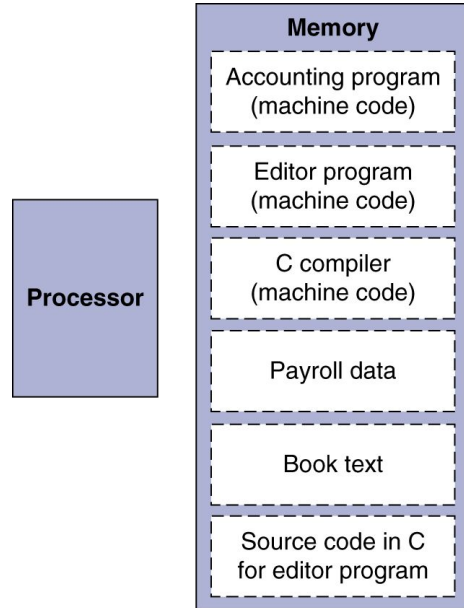 Memory
Accounting program
(machine code)
Editor program
(machine code)
C compiler
(machine code)
Processor
Payroll data
Book text
Source code in C
for editor program